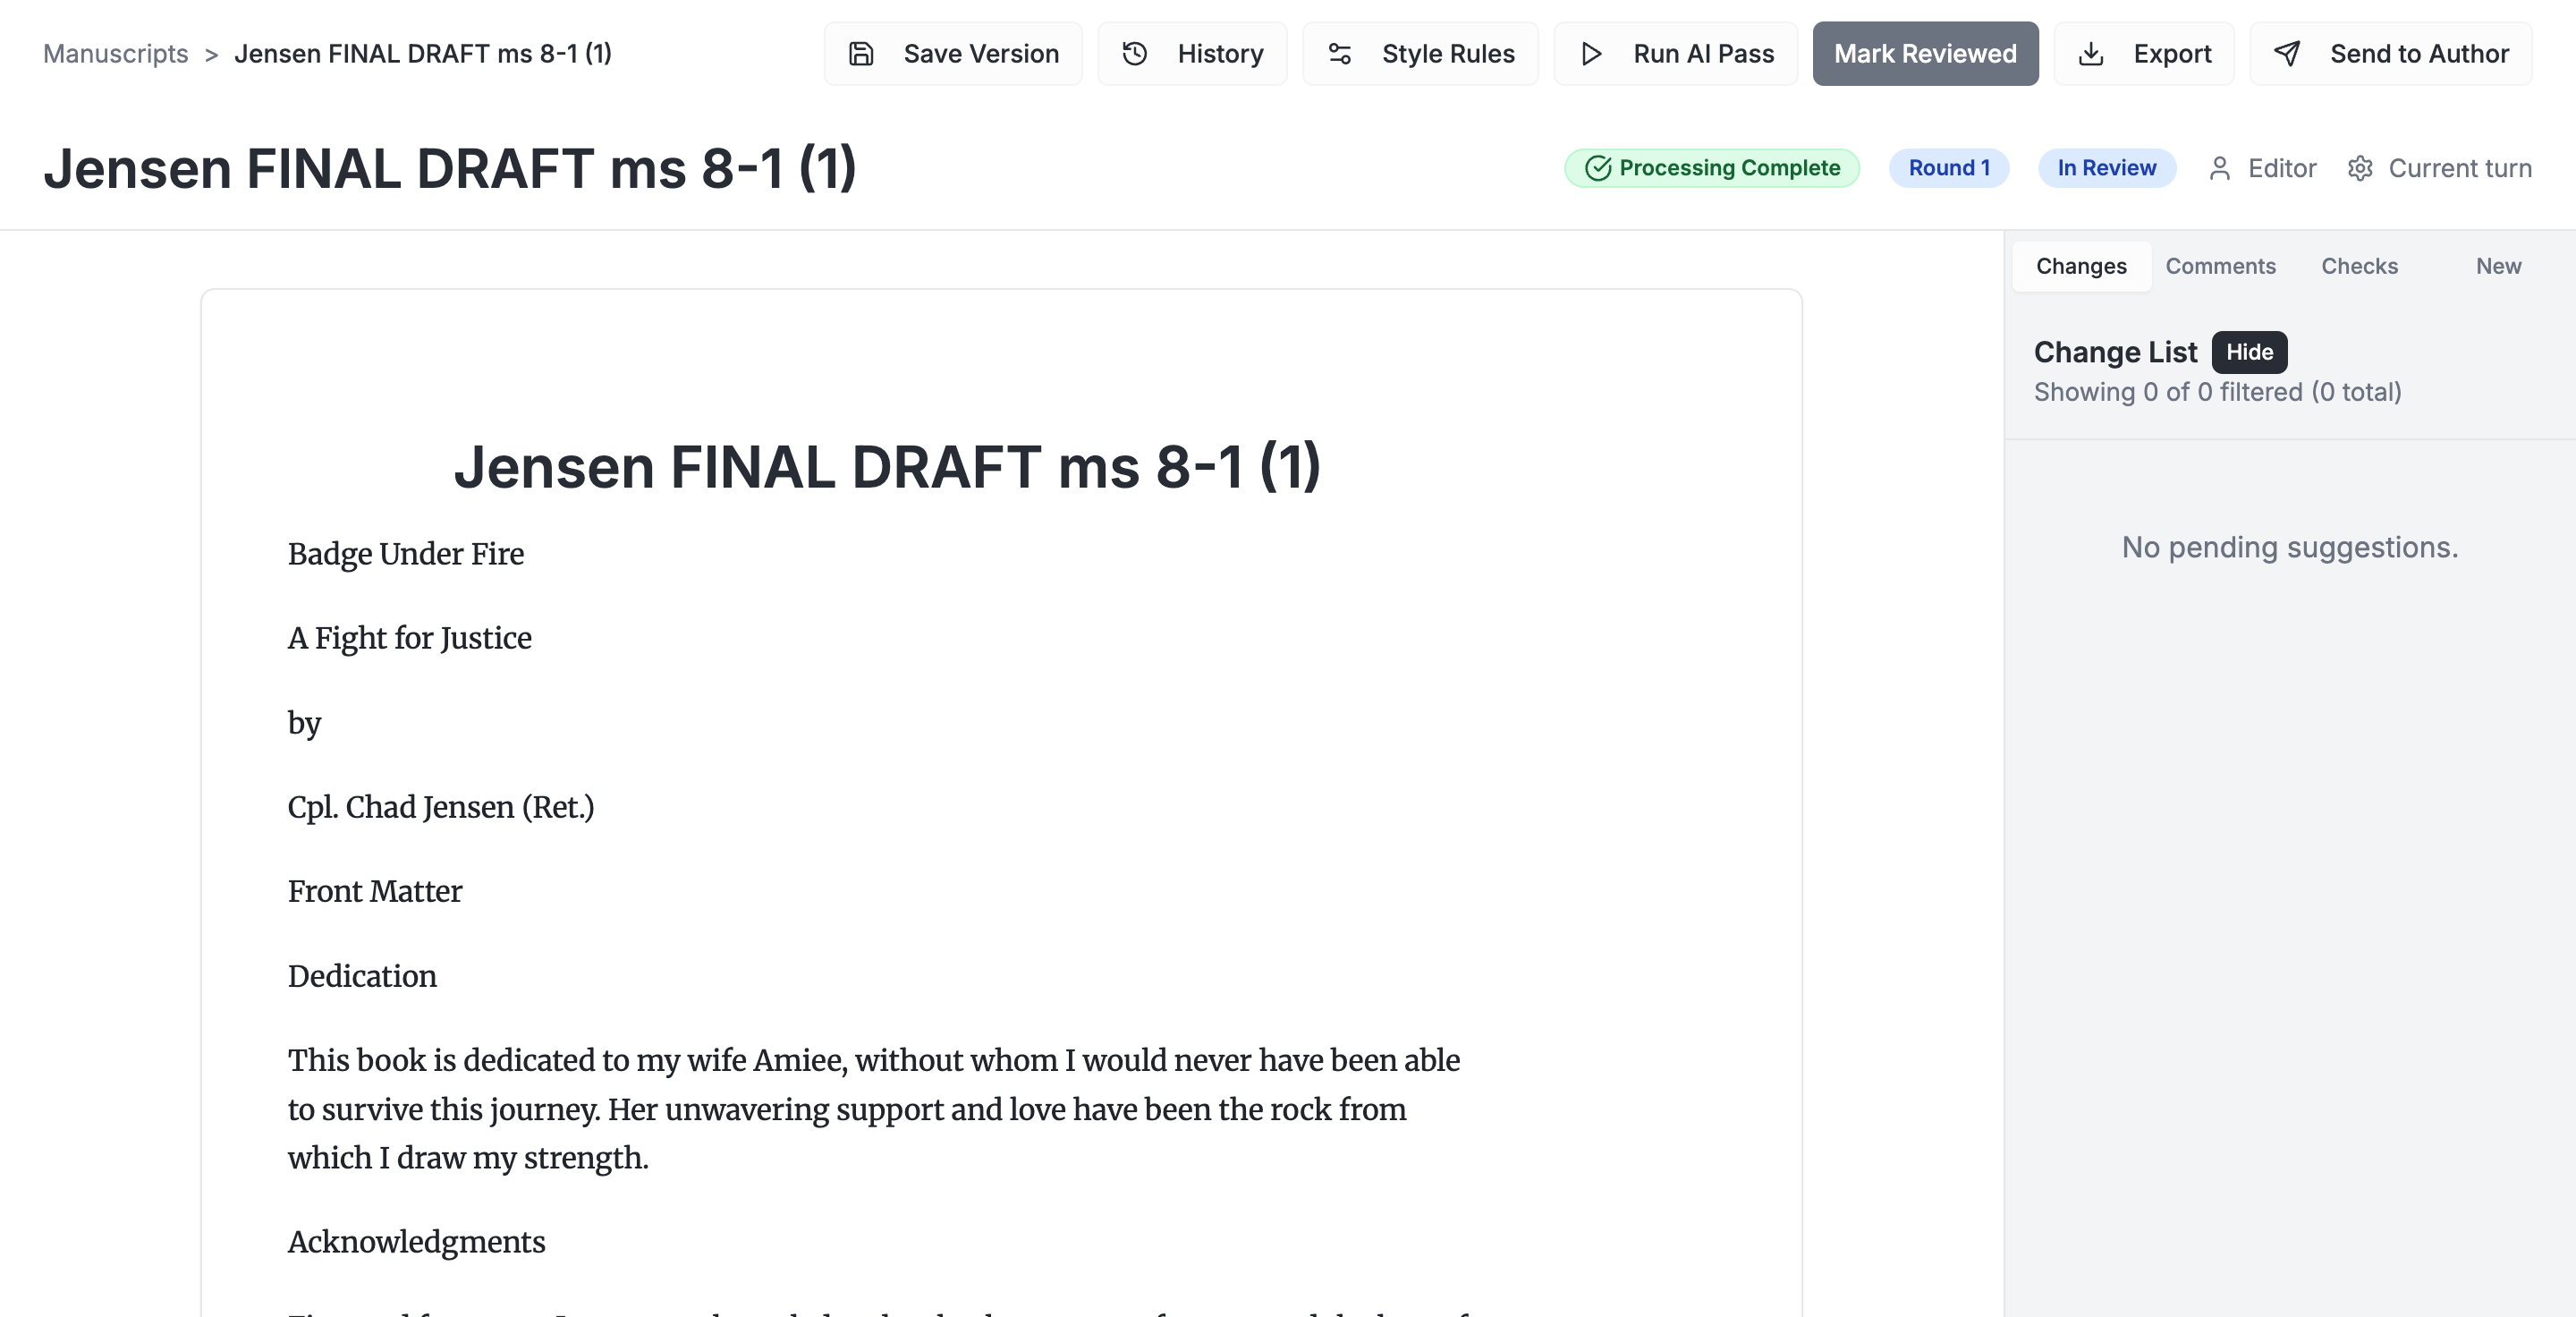 Manuscripts > Jensen FINAL DRAFT ms 8-1 (1)
Save Version
History
Style Rules
Run AI Pass
Mark Reviewed
Export
Send to Author
Jensen FINAL DRAFT ms 8-1 (1)
Processing Complete
Round 1
In Review
Editor
Current turn
Changes
Comments
Checks
New
Change List
Hide
Showing 0 of 0 filtered (0 total)
No pending suggestions.
Jensen FINAL DRAFT ms 8-1 (1)
Badge Under Fire
A Fight for Justice
by
Cpl. Chad Jensen (Ret.)
Front Matter
Dedication
This book is dedicated to my wife Amiee, without whom I would never have been able
to survive this journey. Her unwavering support and love have been the rock from
which I draw my strength.
Acknowledgments